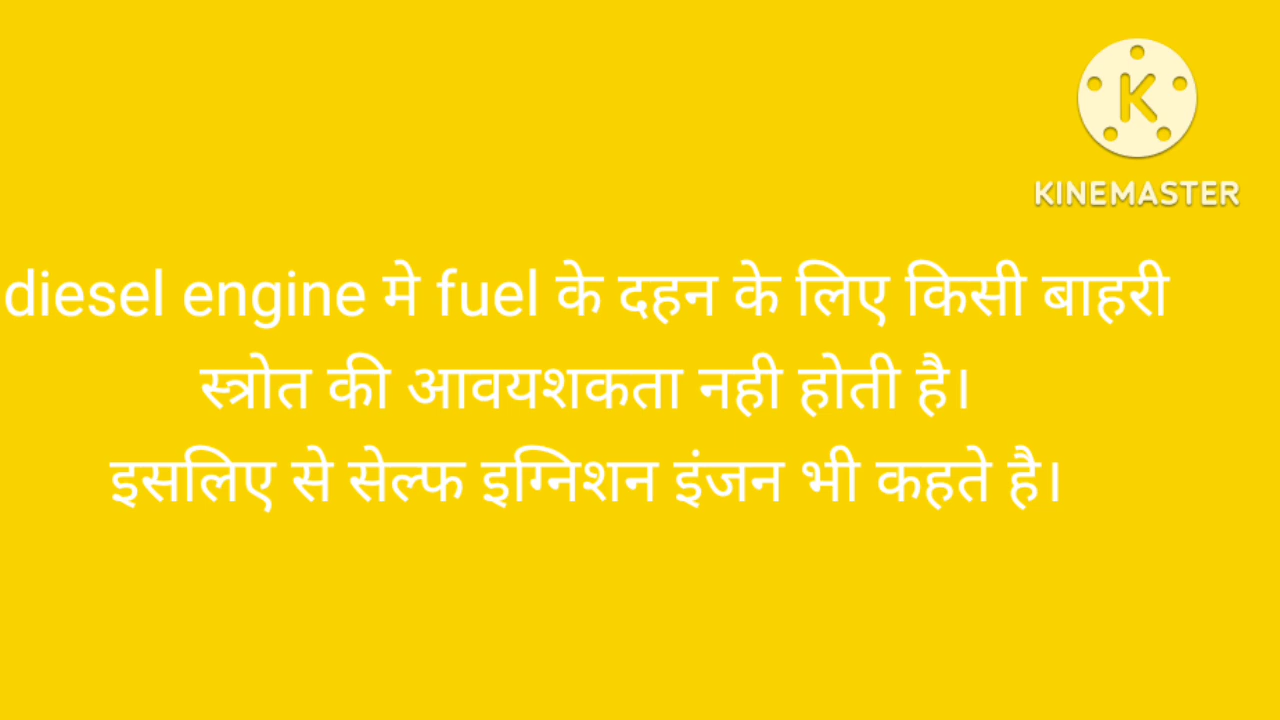 K
KINEMASTER
diesel engine मे fuel के दहन के लिए किसी बाहरी
स्त्रोत की आवयशकता नही होती है।
इसलिए से सेल्फ इग्निशन इंजन भी कहते है।